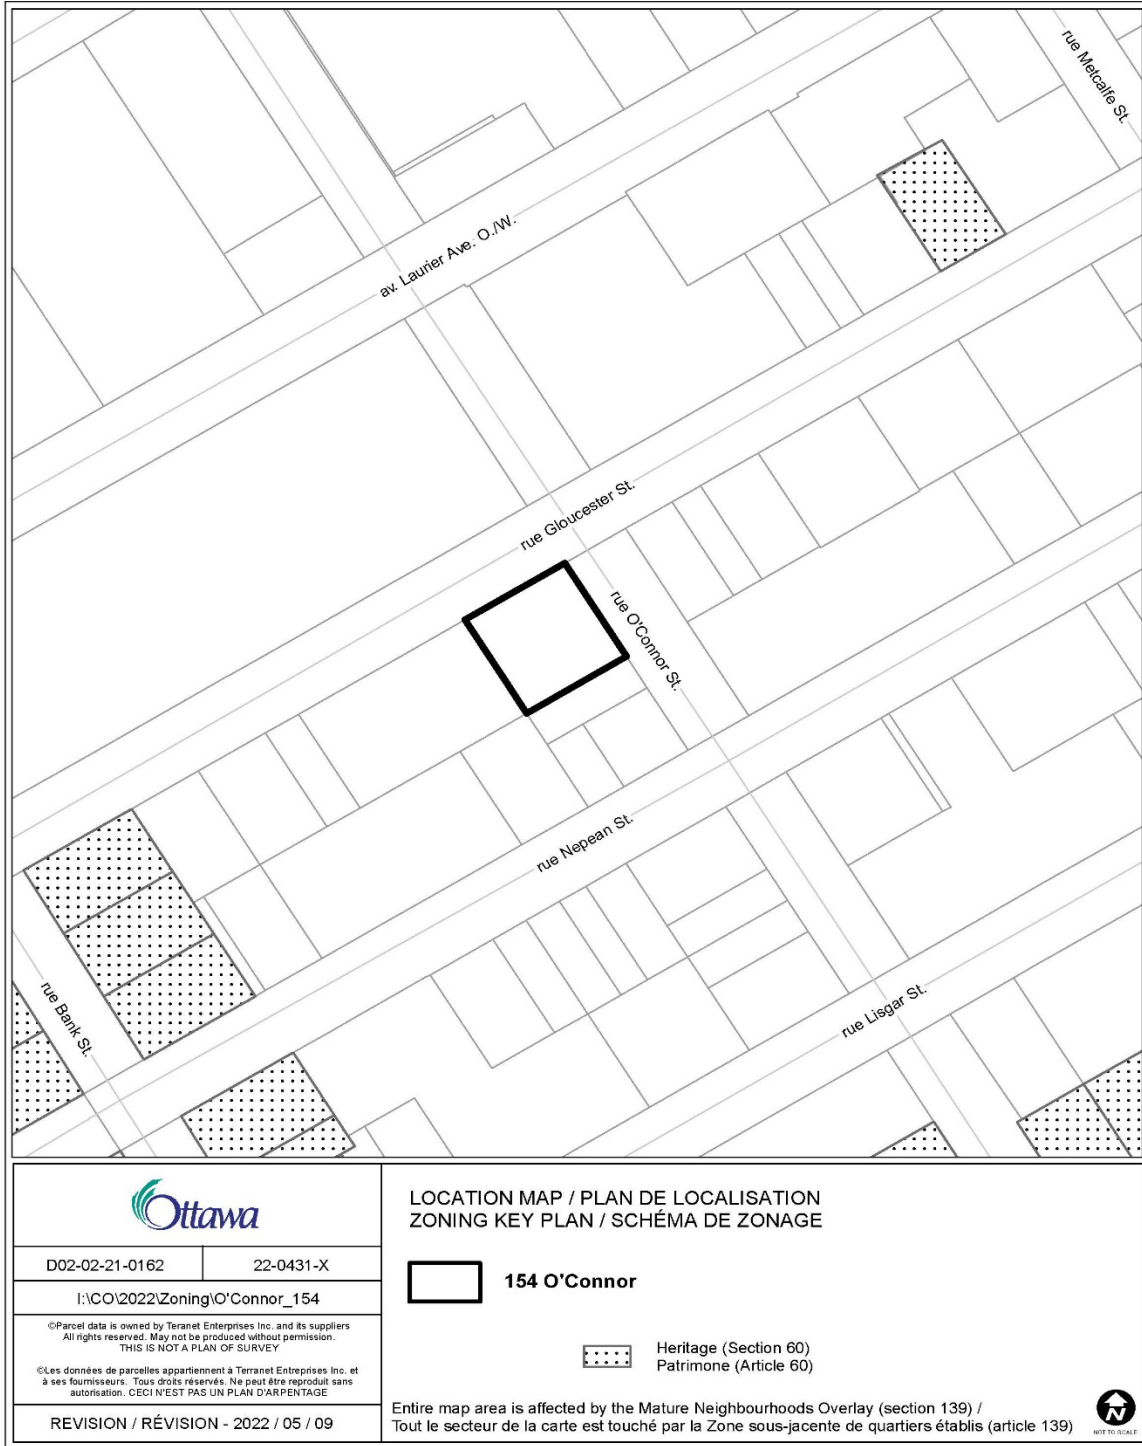 rue Metcalfe St.
av. Laurier Ave. O./W.
rue Gloucester St.
rue O'Connor St.
rue Nepean St.
rue Bank St.
rue Lisgar St.
Ottawa
D02-02-21-0162
22-0431-X
I:\CO\2022\Zoning\O'Connor_154
©Parcel data is owned by Teranet Enterprises Inc. and its suppliers
All rights reserved. May not be produced without permission.
THIS IS NOT A PLAN OF SURVEY
©Les données de parcelles appartiennent à Terranet Entreprises Inc. et
à ses fournisseurs. Tous droits réservés. Ne peut être reproduit sans
autorisation. CECI N'EST PAS UN PLAN D'ARPENTAGE
REVISION / RÉVISION - 2022 / 05 / 09
LOCATION MAP / PLAN DE LOCALISATION
ZONING KEY PLAN / SCHÉMA DE ZONAGE
154 O'Connor
Heritage (Section 60)
Patrimone (Article 60)
Entire map area is affected by the Mature Neighbourhoods Overlay (section 139) /
Tout le secteur de la carte est touché par la Zone sous-jacente de quartiers établis (article 139)
N
NOT TO SCALE